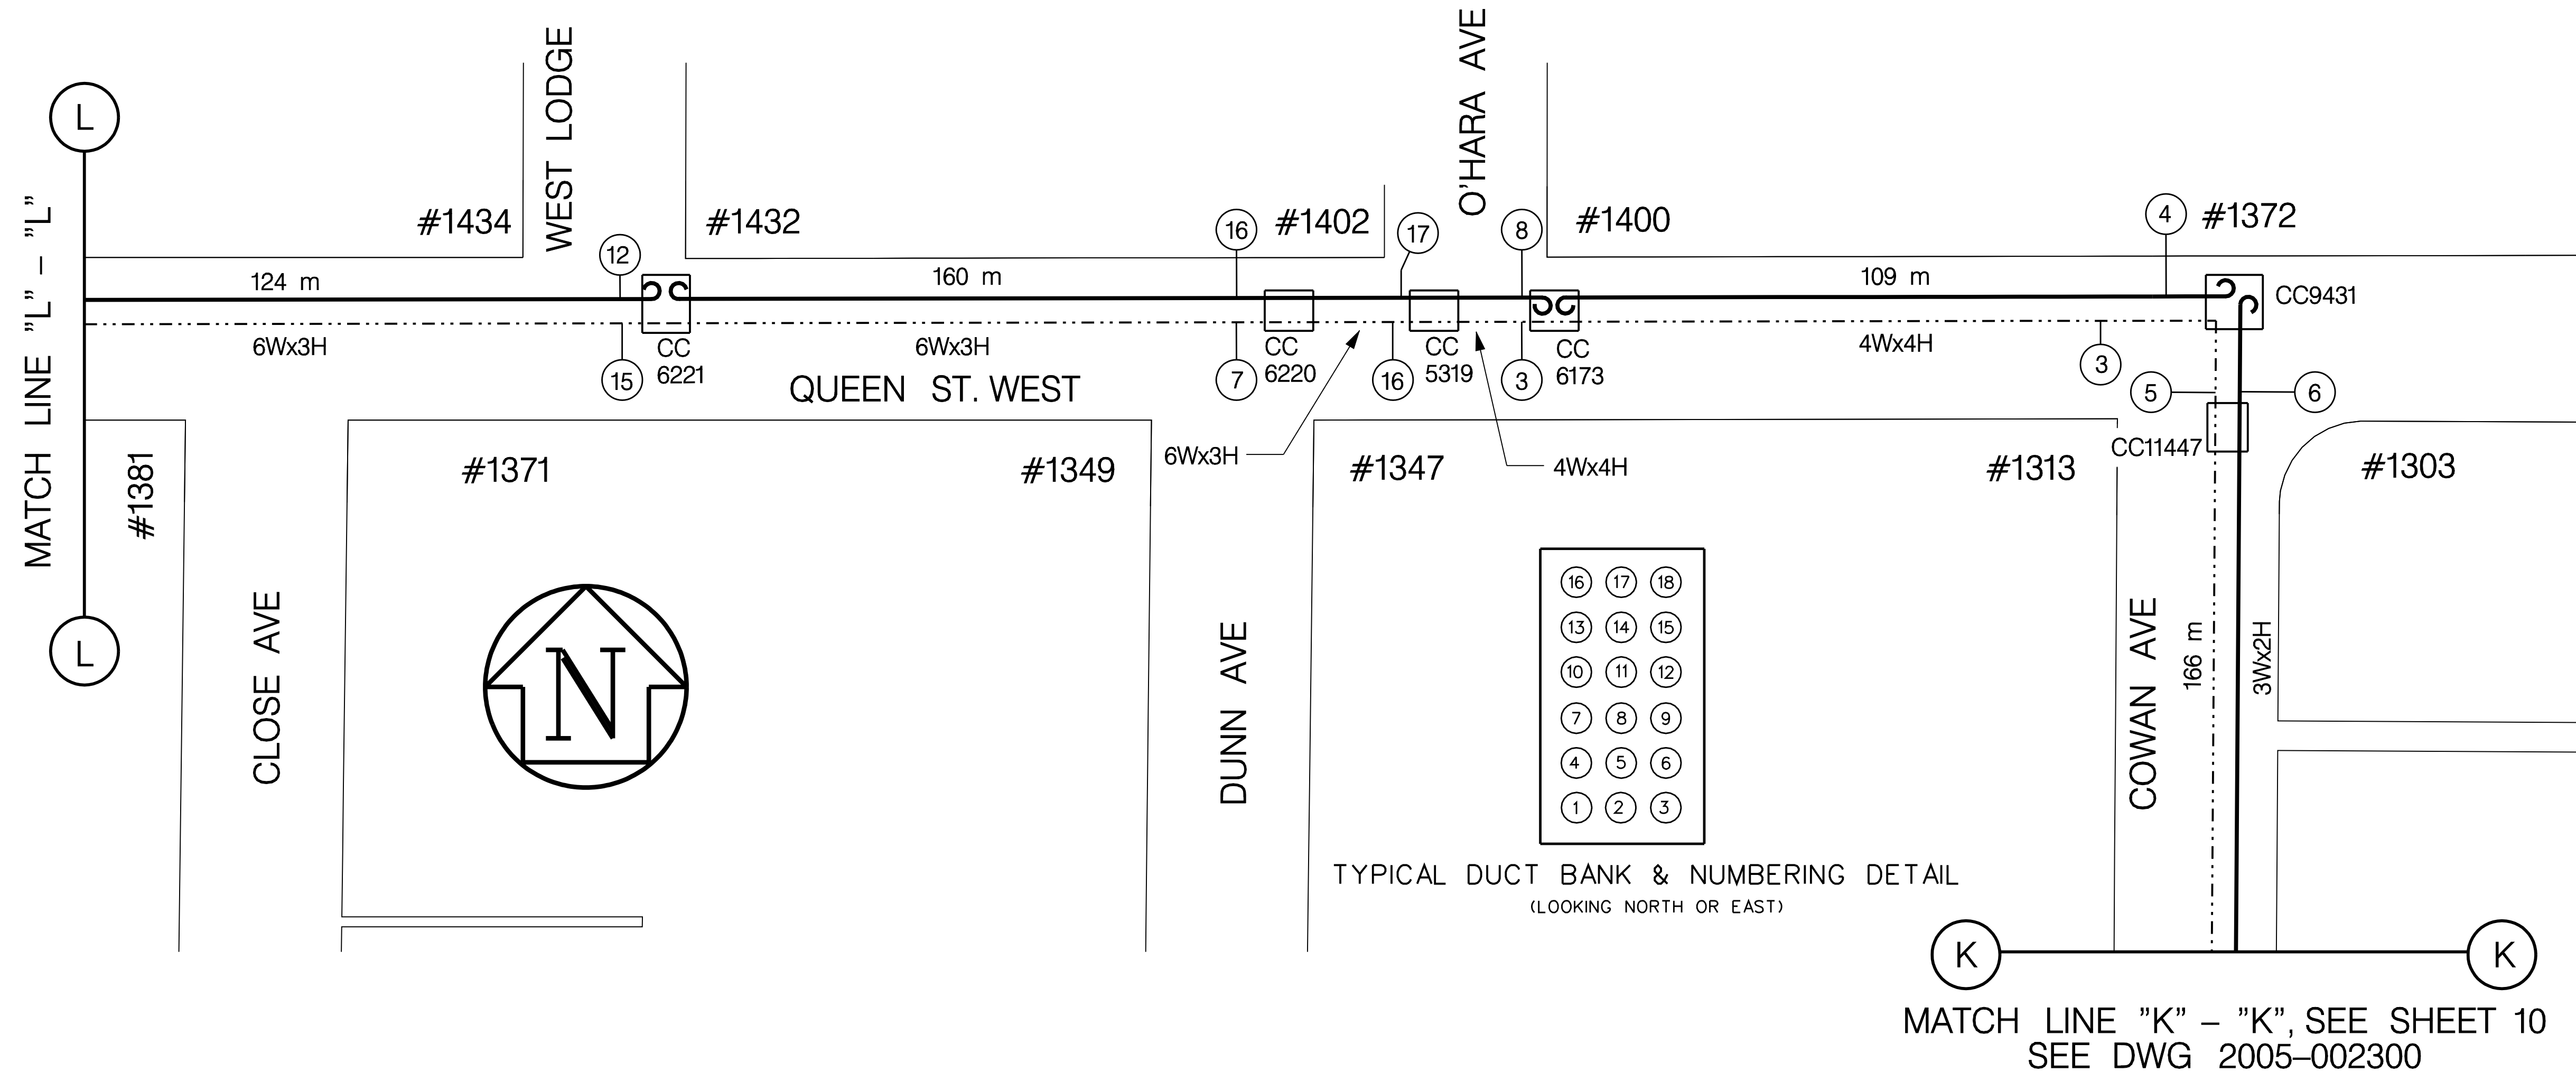 WEST LODGE
O'HARA AVE
L
#1434
#1432
16
#1402
17
8
#1400
4
#1372
12
124 m
160 m
109 m
CC9431
MATCH LINE "L" – "L"
6Wx3H
15
CC
6221
6Wx3H
7
CC
6220
16
CC
5319
3
CC
6173
4Wx4H
3
QUEEN ST. WEST
5
6
#1381
#1371
#1349
6Wx3H
#1347
4Wx4H
#1313
CC11447
#1303
L
CLOSE AVE
N
DUNN AVE
16 17 18
13 14 15
10 11 12
7 8 9
4 5 6
1 2 3
TYPICAL DUCT BANK & NUMBERING DETAIL
(LOOKING NORTH OR EAST)
COWAN AVE
166 m
3Wx2H
K
K
MATCH LINE "K" – "K", SEE SHEET 10
SEE DWG 2005–002300